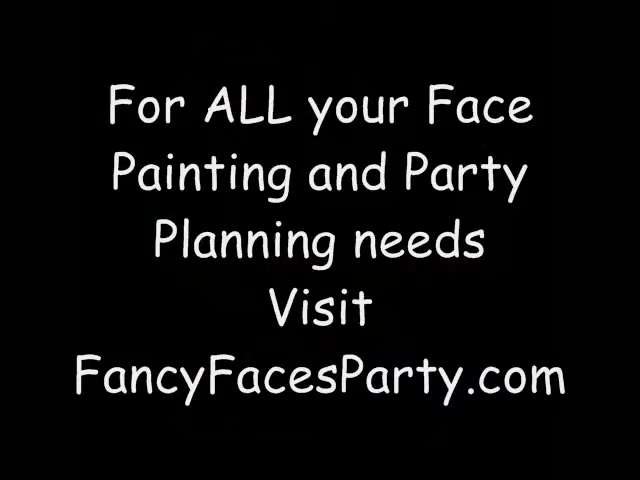 For ALL your Face
Painting and Party
Planning needs
Visit
FancyFacesParty.com